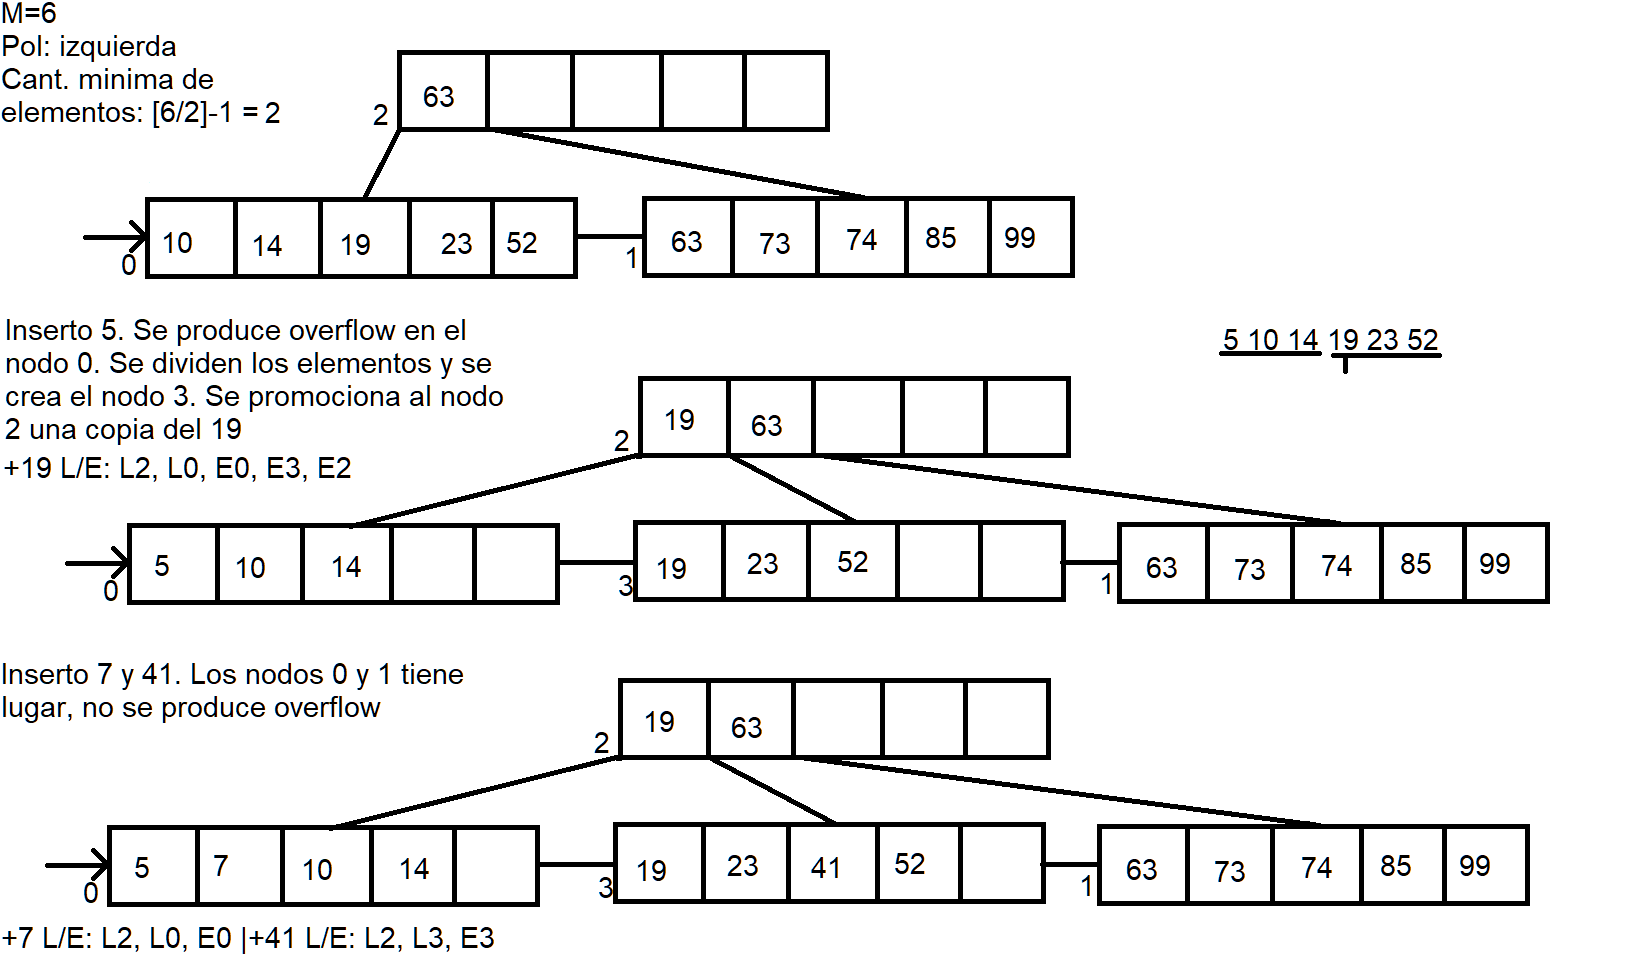 M=6
Pol: izquierda
Cant. minima de
elementos: [6/2]-1 = 2
63
2
10 14 19 23 52
63 73 74 85 99
0
1
Inserto 5. Se produce overflow en el
nodo 0. Se dividen los elementos y se
crea el nodo 3. Se promociona al nodo
2 una copia del 19
+19 L/E: L2, L0, E0, E3, E2
5 10 14 19 23 52
19 63
2
5 10 14
19 23 52
63 73 74 85 99
0
3
1
Inserto 7 y 41. Los nodos 0 y 1 tiene
lugar, no se produce overflow
19 63
2
5 7 10 14
19 23 41 52
63 73 74 85 99
0
3
1
+7 L/E: L2, L0, E0 |+41 L/E: L2, L3, E3